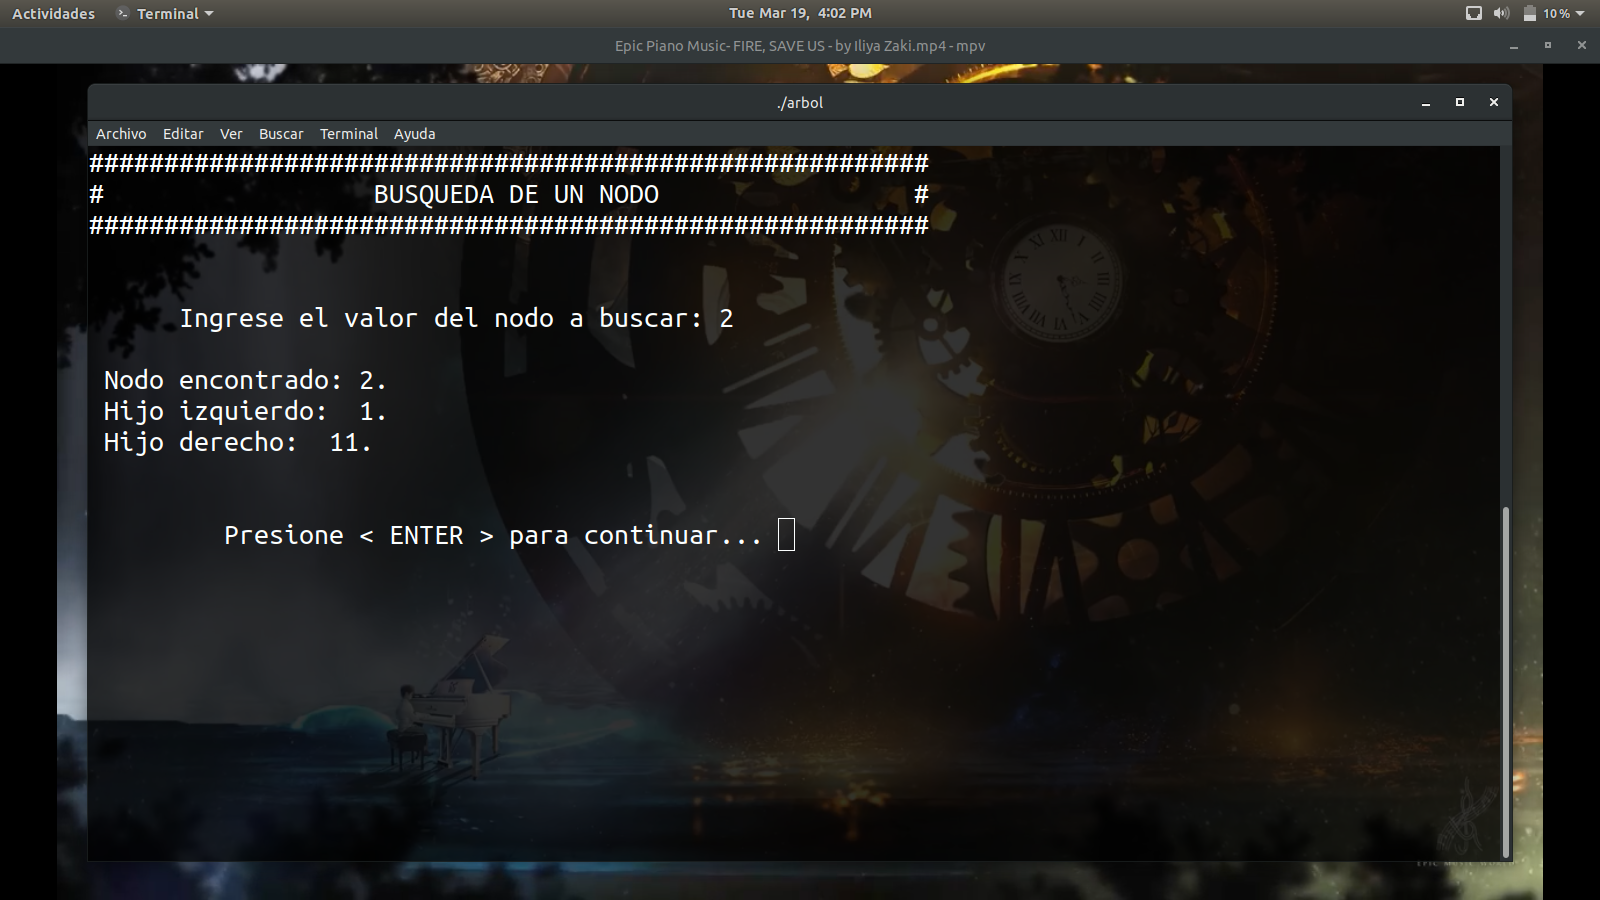 Actividades Terminal Tue Mar 19, 4:02 PM 10 %
Epic Piano Music- FIRE, SAVE US - by Iliya Zaki.mp4 - mpv
./arbol
Archivo Editar Ver Buscar Terminal Ayuda
########################################################
# BUSQUEDA DE UN NODO #
########################################################
Ingrese el valor del nodo a buscar: 2
Nodo encontrado: 2.
Hijo izquierdo: 1.
Hijo derecho: 11.
Presione < ENTER > para continuar...